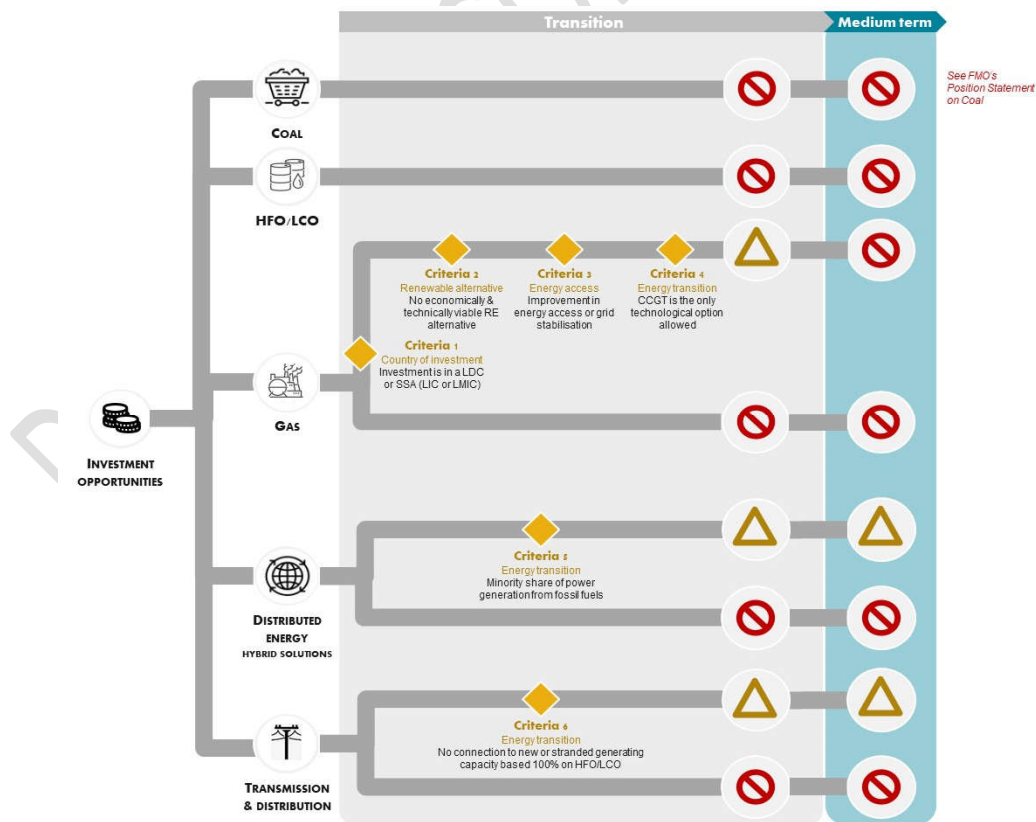 Transition
Medium term
See FMO's
Position Statement
on Coal
COAL
HFO/LCO
Criteria 2
Renewable alternative
No economically &
technically viable RE
alternative
Criteria 3
Energy access
Improvement in
energy access or grid
stabilisation
Criteria 4
Energy transition
CCGT is the only
technological option
allowed
Criteria 1
Country of investment
Investment is in a LDC
or SSA (LIC or LMIC)
GAS
INVESTMENT
OPPORTUNITIES
Criteria 5
Energy transition
Minority share of power
generation from fossil fuels
DISTRIBUTED
ENERGY
HYBRID SOLUTIONS
Criteria 6
Energy transition
No connection to new or stranded generating
capacity based 100% on HFO/LCO
TRANSMISSION
& DISTRIBUTION